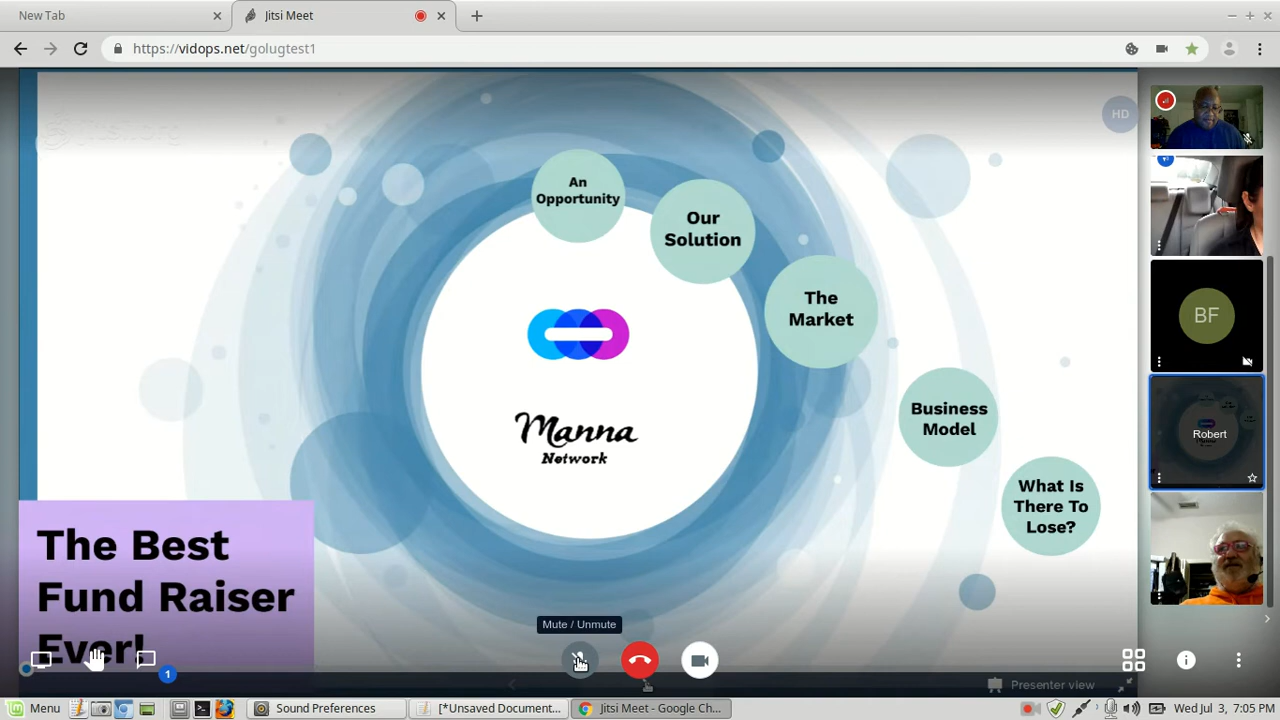 New Tab
Jitsi Meet
https://vidops.net/golugtest1
HD
An
Opportunity
Our
Solution
The
Market
Business
Model
What Is
There To
Lose?
Manna
Network
The Best
Fund Raiser
Ever!
BF
Robert
Mute / Unmute
1
Presenter view
Menu
Sound Preferences
[*Unsaved Document...
Jitsi Meet - Google Ch...
Wed Jul 3, 7:05 PM